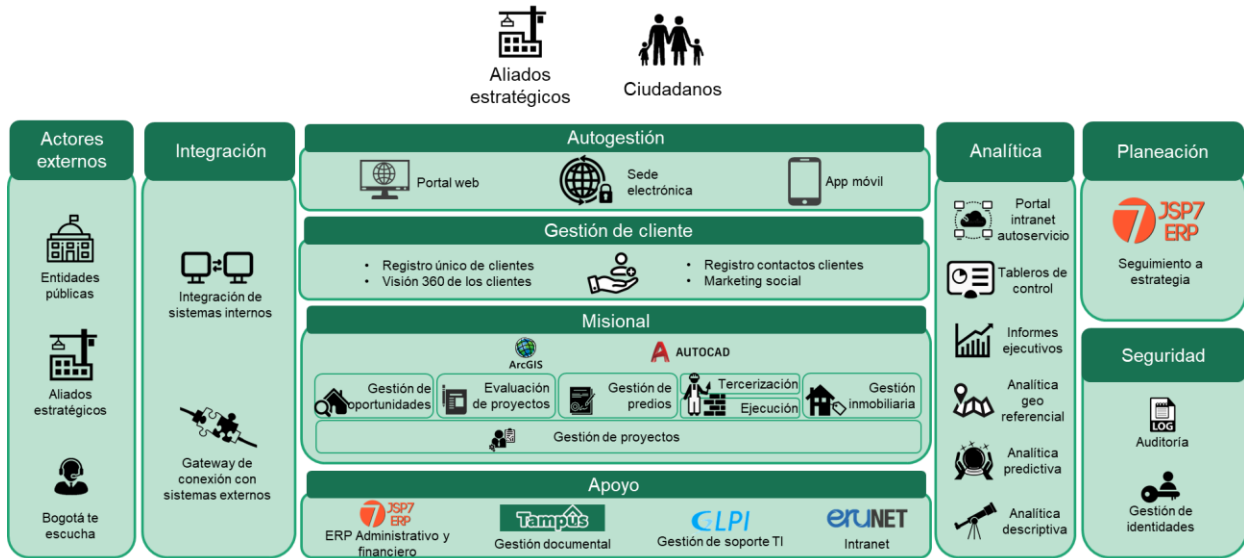 Aliados
estratégicos
Ciudadanos
Actores
externos
Entidades
públicas
Aliados
estratégicos
Bogotá te
escucha
Integración
Integración de
sistemas internos
Gateway de
conexión con
sistemas externos
Autogestión
Portal web
Sede
electrónica
App móvil
Gestión de cliente
• Registro único de clientes
• Visión 360 de los clientes
• Registro contactos clientes
• Marketing social
Misional
ArcGIS
A AUTOCAD
Gestión de
oportunidades
Evaluación
de proyectos
Gestión de
predios
Tercerización
Ejecución
Gestión
inmobiliaria
Gestión de proyectos
Apoyo
7 JSP7
ERP
ERP Administrativo y
financiero
Tampus
Gestión documental
GLPI
Gestión de soporte TI
eruNET
Intranet
Analítica
Portal
intranet
autoservicio
Tableros de
control
Informes
ejecutivos
Analítica
geo
referencial
Analítica
predictiva
Analítica
descriptiva
Planeación
7 JSP7
ERP
Seguimiento a
estrategia
Seguridad
LOG
Auditoría
Gestión de
identidades